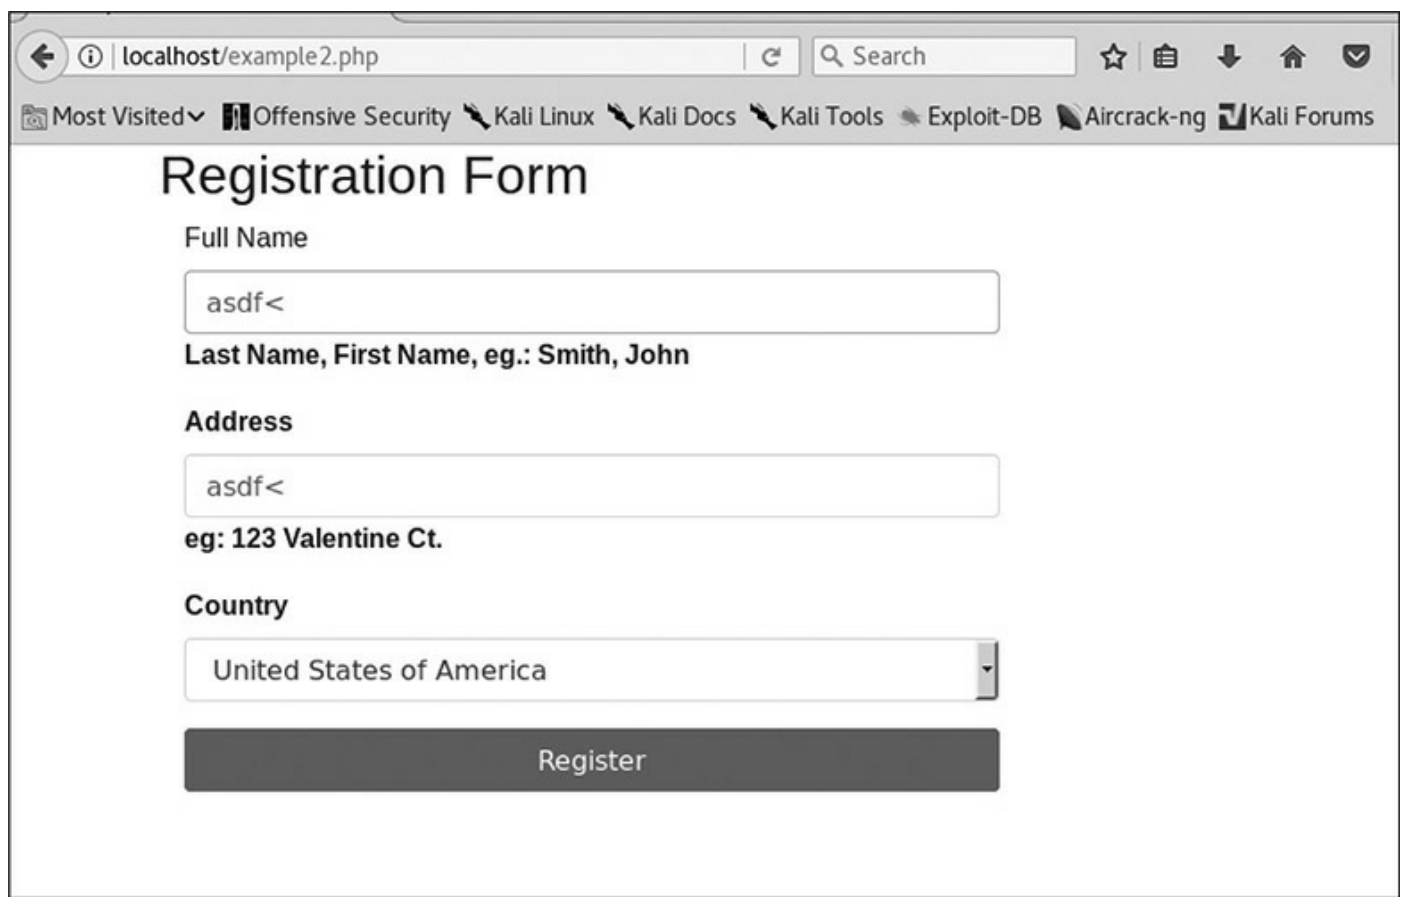 localhost/example2.php Search
Most Visited Offensive Security Kali Linux Kali Docs Kali Tools Exploit-DB Aircrack-ng Kali Forums
Registration Form
Full Name
asdf<
Last Name, First Name, eg.: Smith, John
Address
asdf<
eg: 123 Valentine Ct.
Country
United States of America
Register